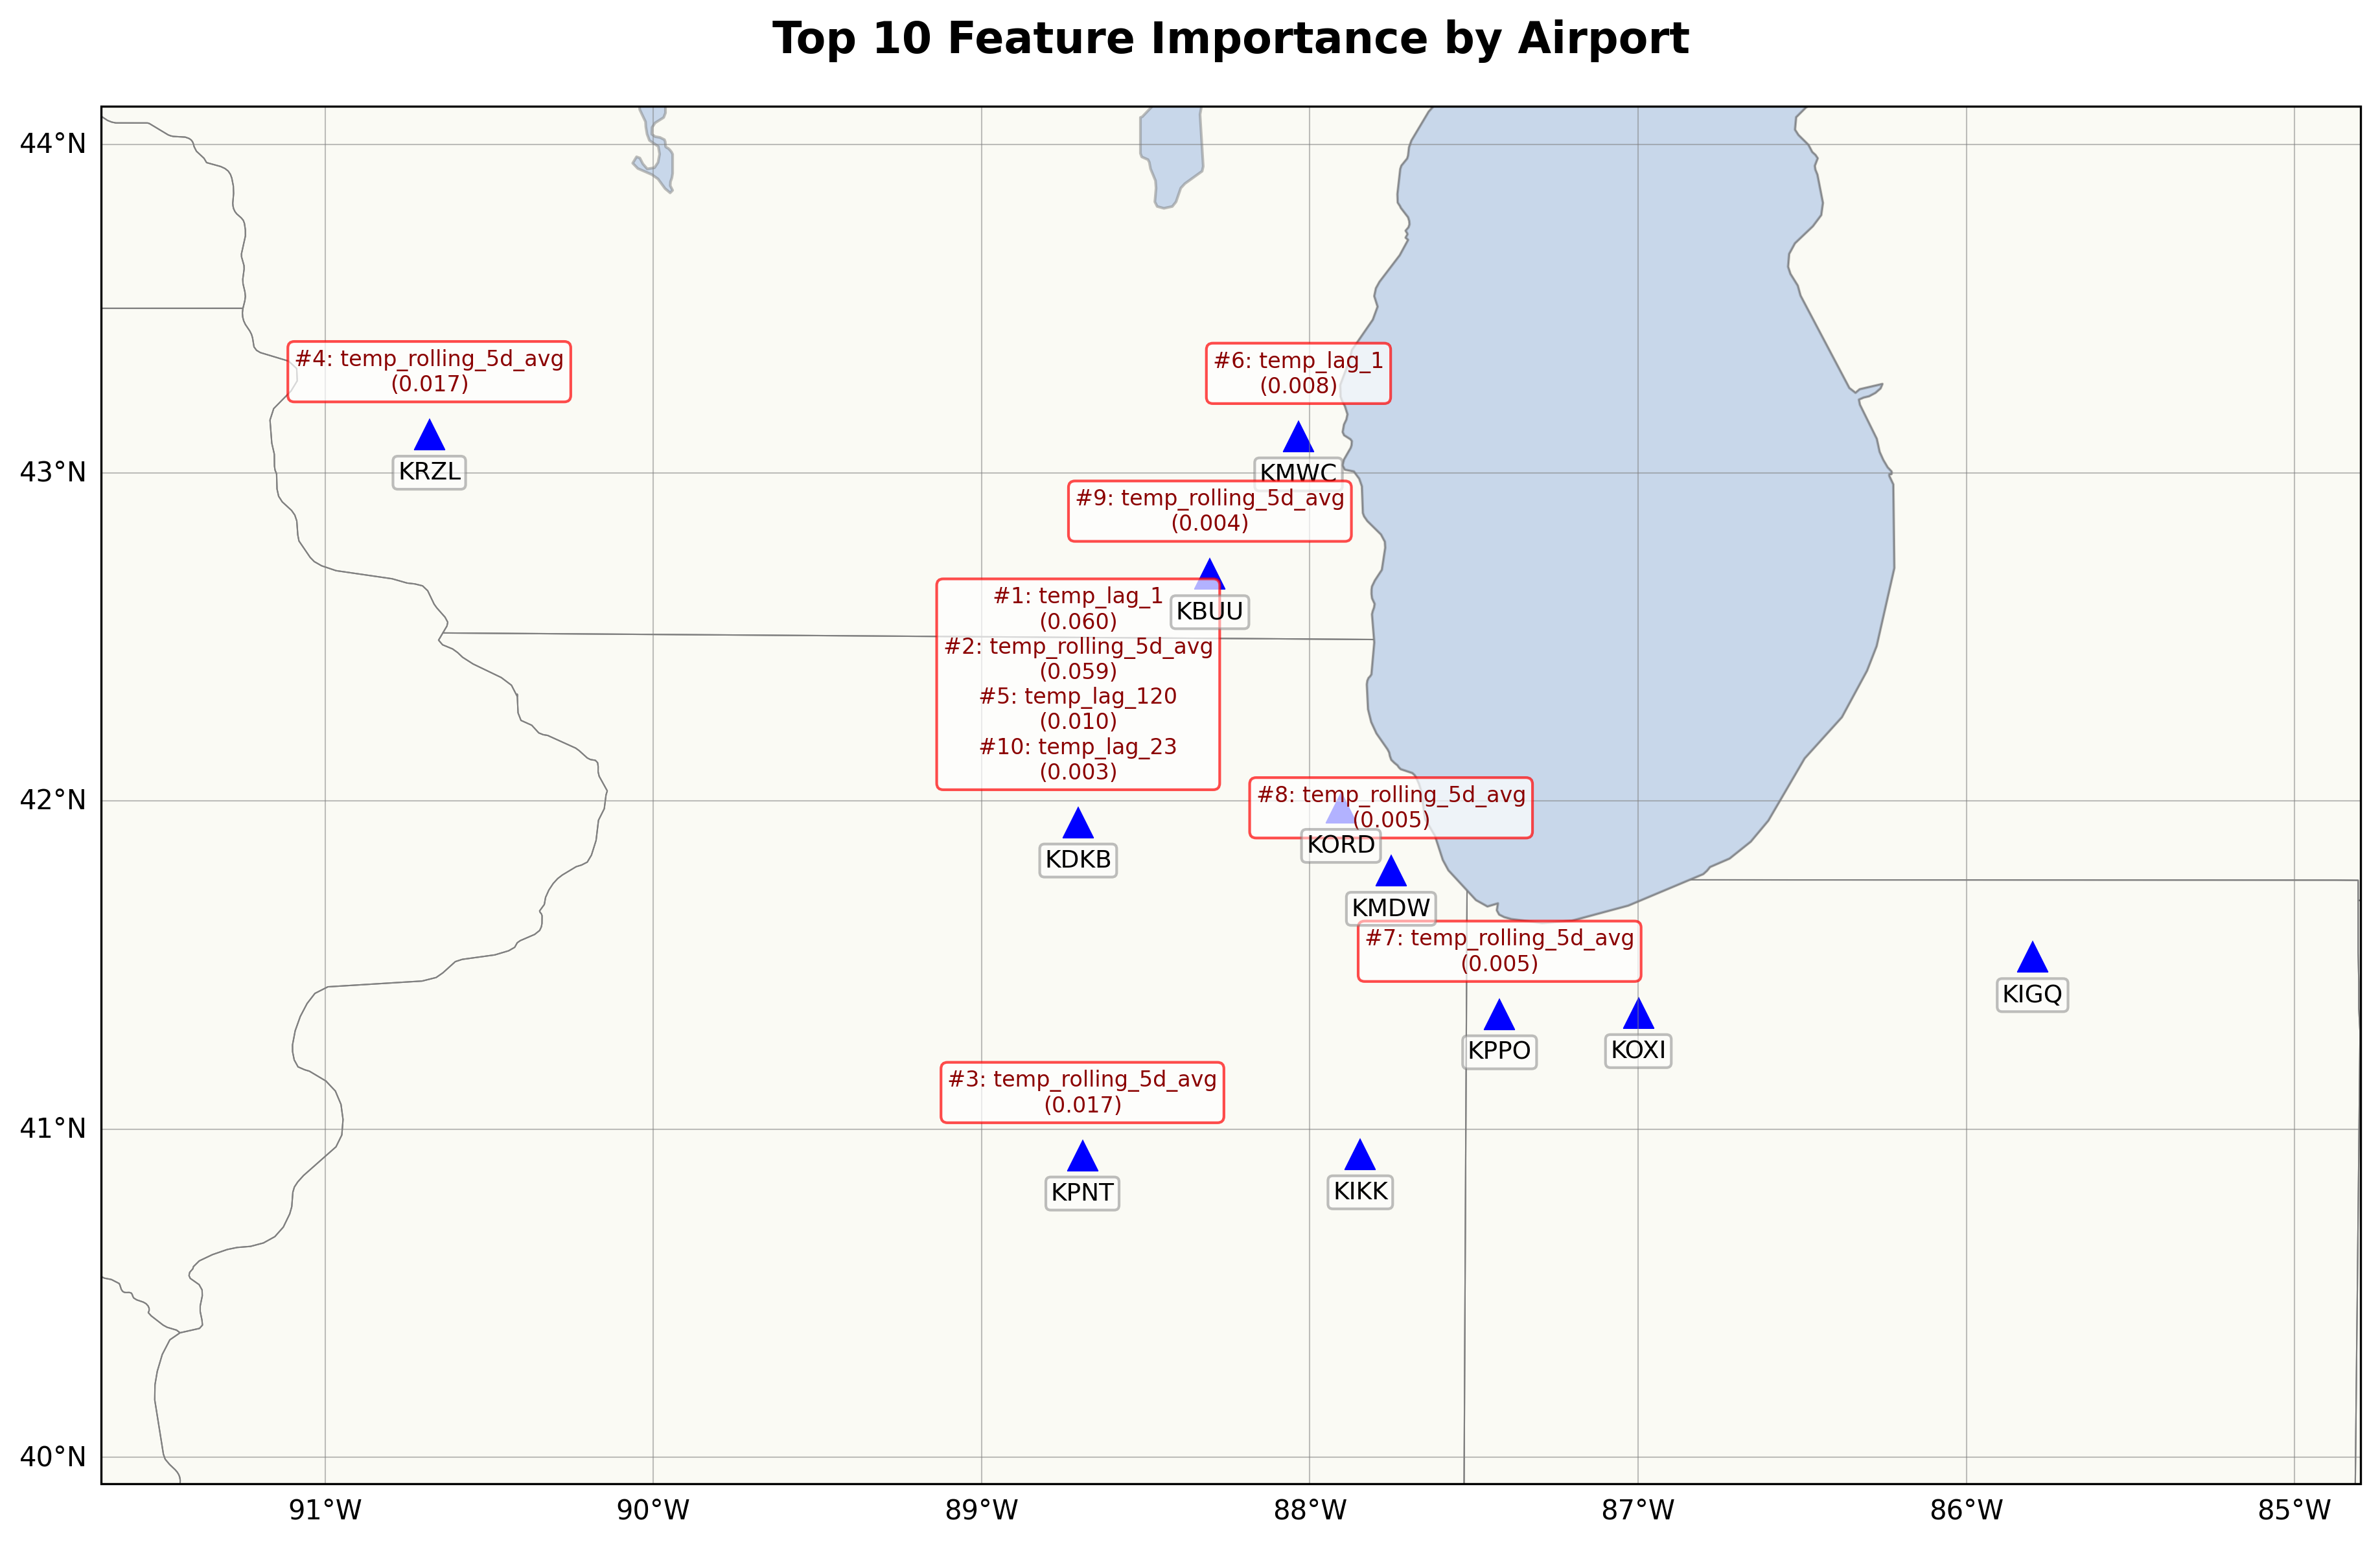 Top 10 Feature Importance by Airport
44°N
43°N
42°N
41°N
40°N
#4: temp_rolling_5d_avg
(0.017)
KRZL
#6: temp_lag_1
(0.008)
KMWC
#9: temp_rolling_5d_avg
(0.004)
KBUU
#1: temp_lag_1
(0.060)
#2: temp_rolling_5d_avg
(0.059)
#5: temp_lag_120
(0.010)
#10: temp_lag_23
(0.003)
KDKB
#8: temp_rolling_5d_avg
(0.005)
KORD
KMDW
#7: temp_rolling_5d_avg
(0.005)
KPPO
KOXI
KIGQ
#3: temp_rolling_5d_avg
(0.017)
KPNT
KIKK
91°W
90°W
89°W
88°W
87°W
86°W
85°W